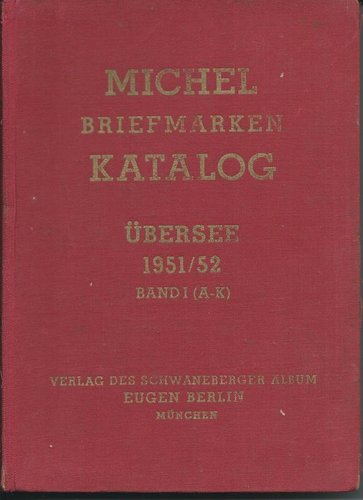 MICHEL
BRIEFMARKEN
KATALOG
ÜBERSEE
1951/52
BAND I (A-K)
VERLAG DES SCHWANEBERGER ALBUM
EUGEN BERLIN
MÜNCHEN